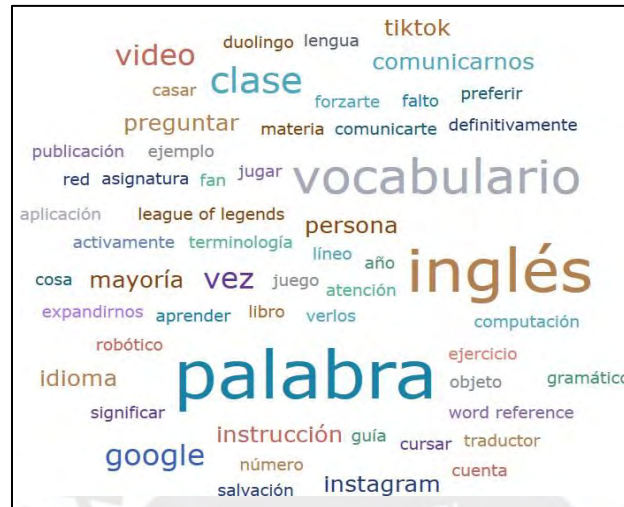 tiktok
duolingo lengua
video
comunicarnos
clase
casar
preferir
forzarte falto
preguntar
materia comunicarte definitivamente
publicación ejemplo
jugar
vocabulario
red asignatura fan
aplicación league of legends
persona
activamente terminología
líneo año
inglés
cosa mayoría vez juego
atención
expandirnos aprender libro verlos
computación
robótico
palabra
ejercicio
idioma
objeto gramático
significar
word reference
instrucción guía cursar traductor
google
número
cuenta
salvación instagram